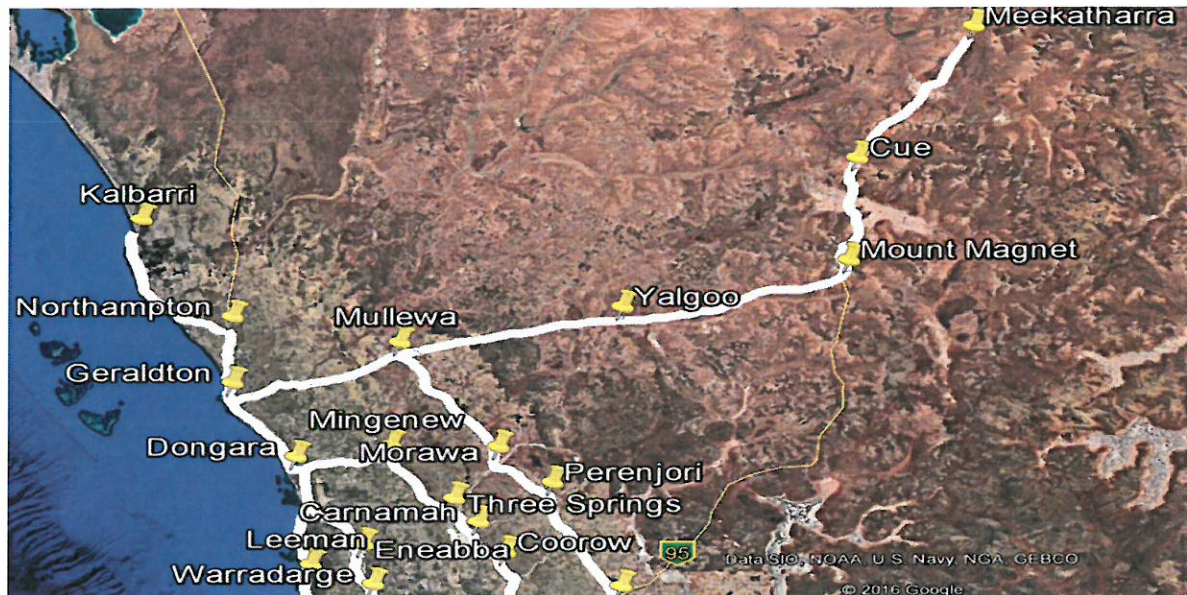 Meekatharra
Cue
Kalbarri
Mount Magnet
Northampton
Yalgoo
Mullewa
Geraldton
Mingenew
Dongara
Morawa
Perenjori
Three Springs
Carnamah
Leeman
Eneabba
Coorow
95
Data SIO, NOAA, U.S. Navy, NGA, GEBCO
Warradarge
© 2016 Google